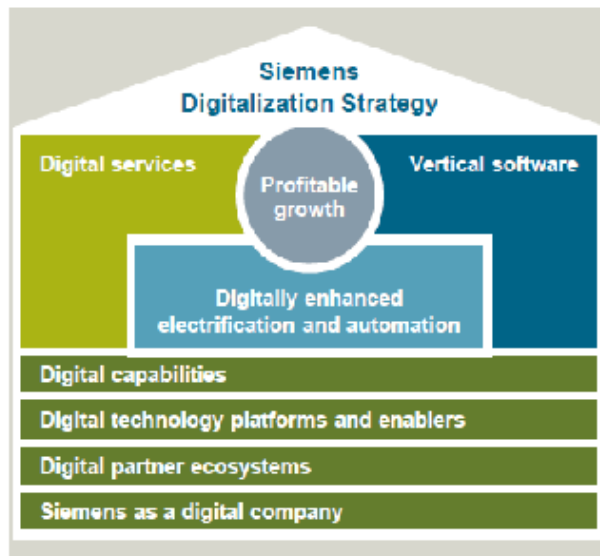 Siemens
Digitalization Strategy
Digital services
Profitable
growth
Vertical software
Digitally enhanced
electrification and automation
Digital capabilities
Digital technology platforms and enablers
Digital partner ecosystems
Siemens as a digital company